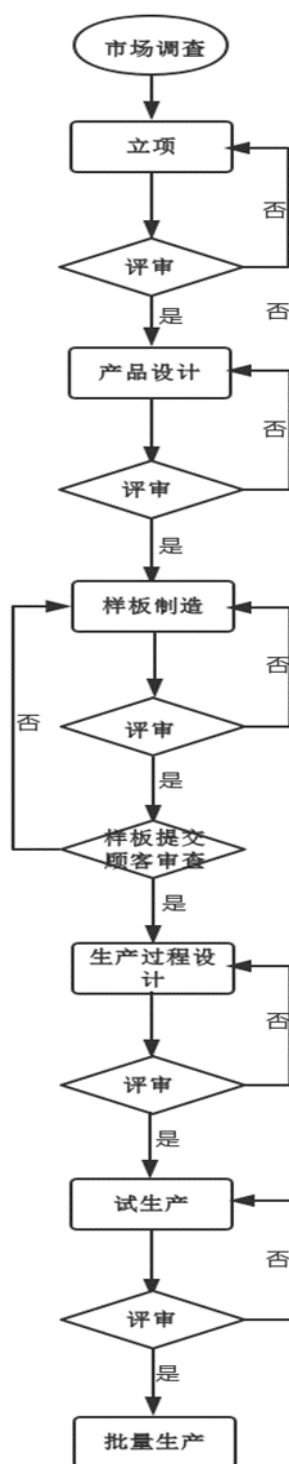 市场调查
立项
否
评审
是
否
产品设计
否
评审
是
样板制造
否
否
评审
是
样板提交
顾客审查
是
生产过程设
计
否
评审
是
试生产
否
评审
是
批量生产